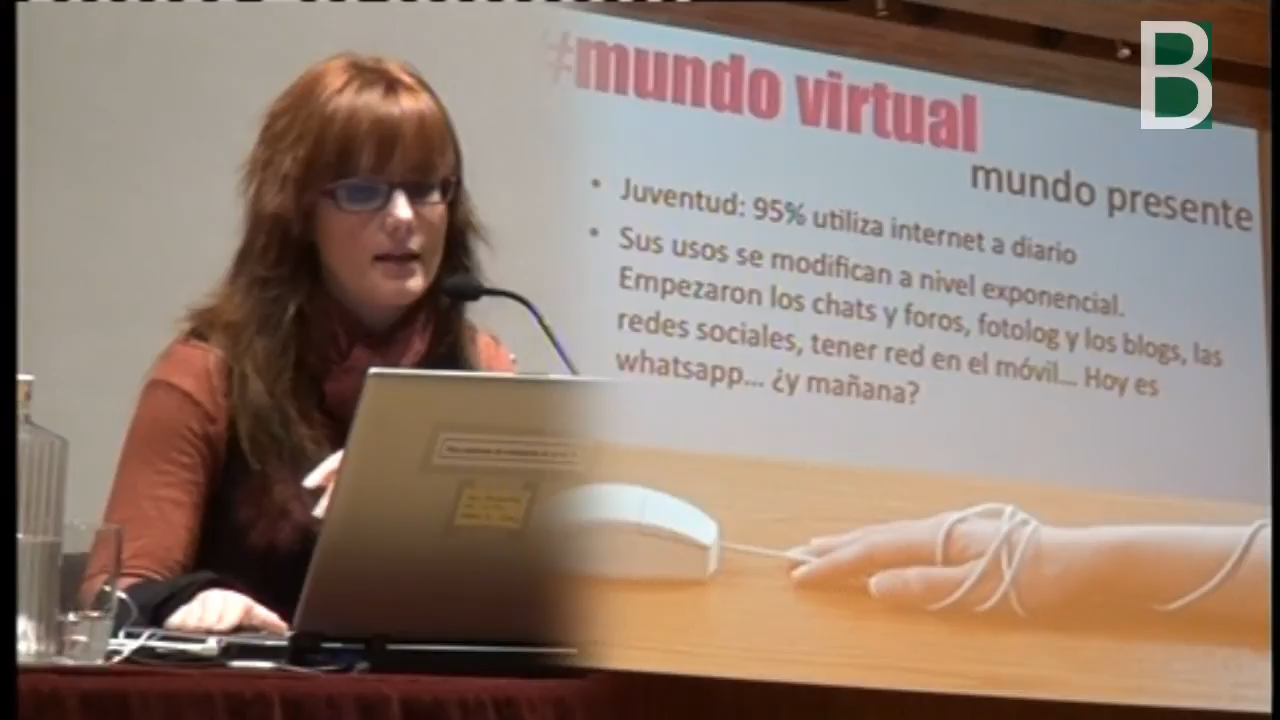 B
#mundo virtual
mundo presente
• Juventud: 95% utiliza internet a diario
• Sus usos se modifican a nivel exponencial.
Empezaron los chats y foros, fotolog y los blogs, las
redes sociales, tener red en el móvil... Hoy es
whatsapp... ¿y mañana?